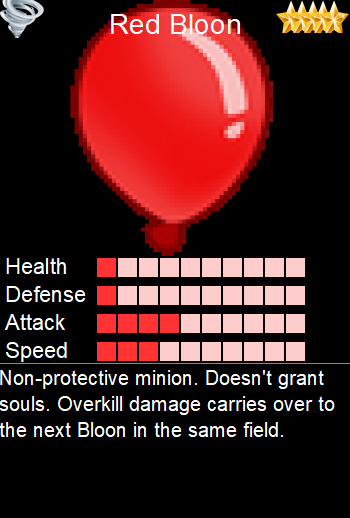 Red Bloon
Health
Defense
Attack
Speed
Non-protective minion. Doesn't grant
souls. Overkill damage carries over to
the next Bloon in the same field.